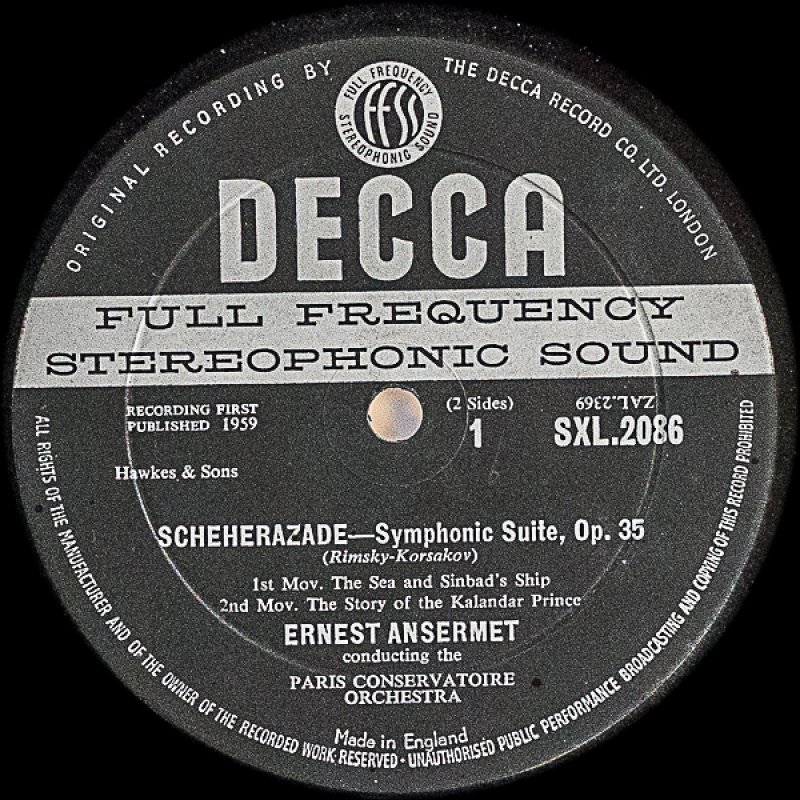 ORIGINAL RECORDING BY
THE DECCA RECORD CO. LTD. LONDON
FULL FREQUENCY
ffss
STEREOPHONIC SOUND
DECCA
FULL FREQUENCY
STEREOPHONIC SOUND
RECORDING FIRST
PUBLISHED 1959
(2 Sides)
1
ZAL.2369
SXL.2086
Hawkes & Sons
SCHEHERAZADE—Symphonic Suite, Op. 35
(Rimsky-Korsakov)
1st Mov. The Sea and Sinbad's Ship
2nd Mov. The Story of the Kalandar Prince
ERNEST ANSERMET
conducting the
PARIS CONSERVATOIRE
ORCHESTRA
Made in England
ALL RIGHTS OF THE MANUFACTURER AND OF THE OWNER OF THE RECORDED WORK RESERVED · UNAUTHORISED PUBLIC PERFORMANCE BROADCASTING AND COPYING OF THIS RECORD PROHIBITED